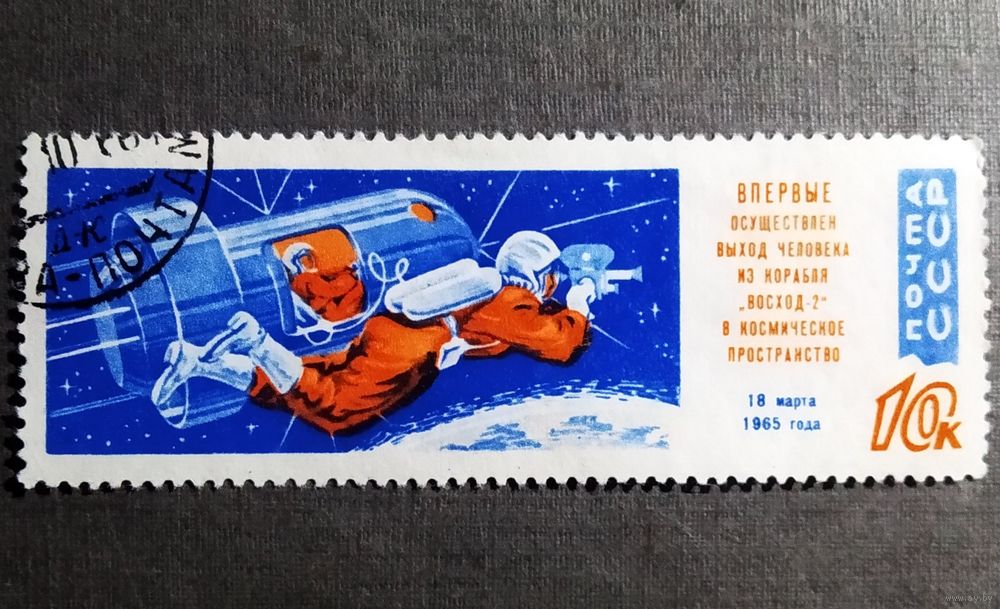 ВПЕРВЫЕ
ОСУЩЕСТВЛЕН
ВЫХОД ЧЕЛОВЕКА
ИЗ КОРАБЛЯ
„ВОСХОД-2“
В КОСМИЧЕСКОЕ
ПРОСТРАНСТВО
18 марта
1965 года
ПОЧТА
СССР
10к